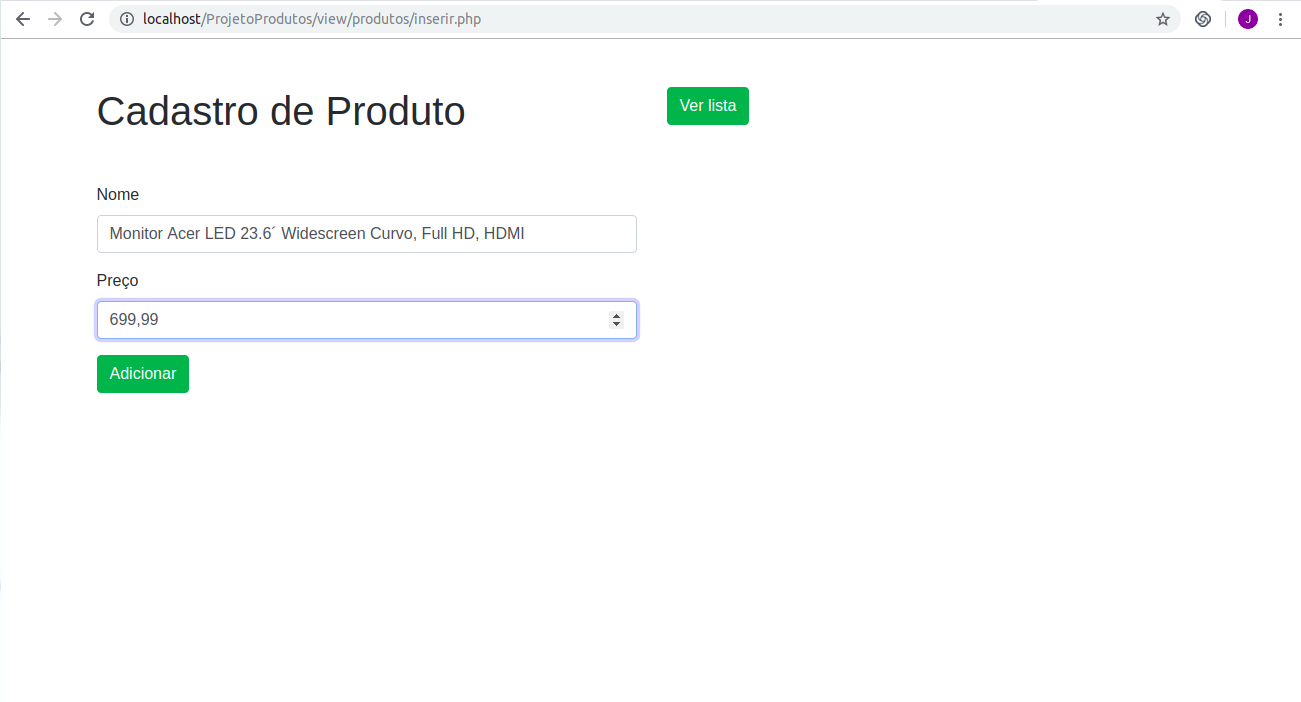 localhost/ProjetoProdutos/view/produtos/inserir.php
J
Cadastro de Produto
Ver lista
Nome
Monitor Acer LED 23.6´ Widescreen Curvo, Full HD, HDMI
Preço
699,99
Adicionar